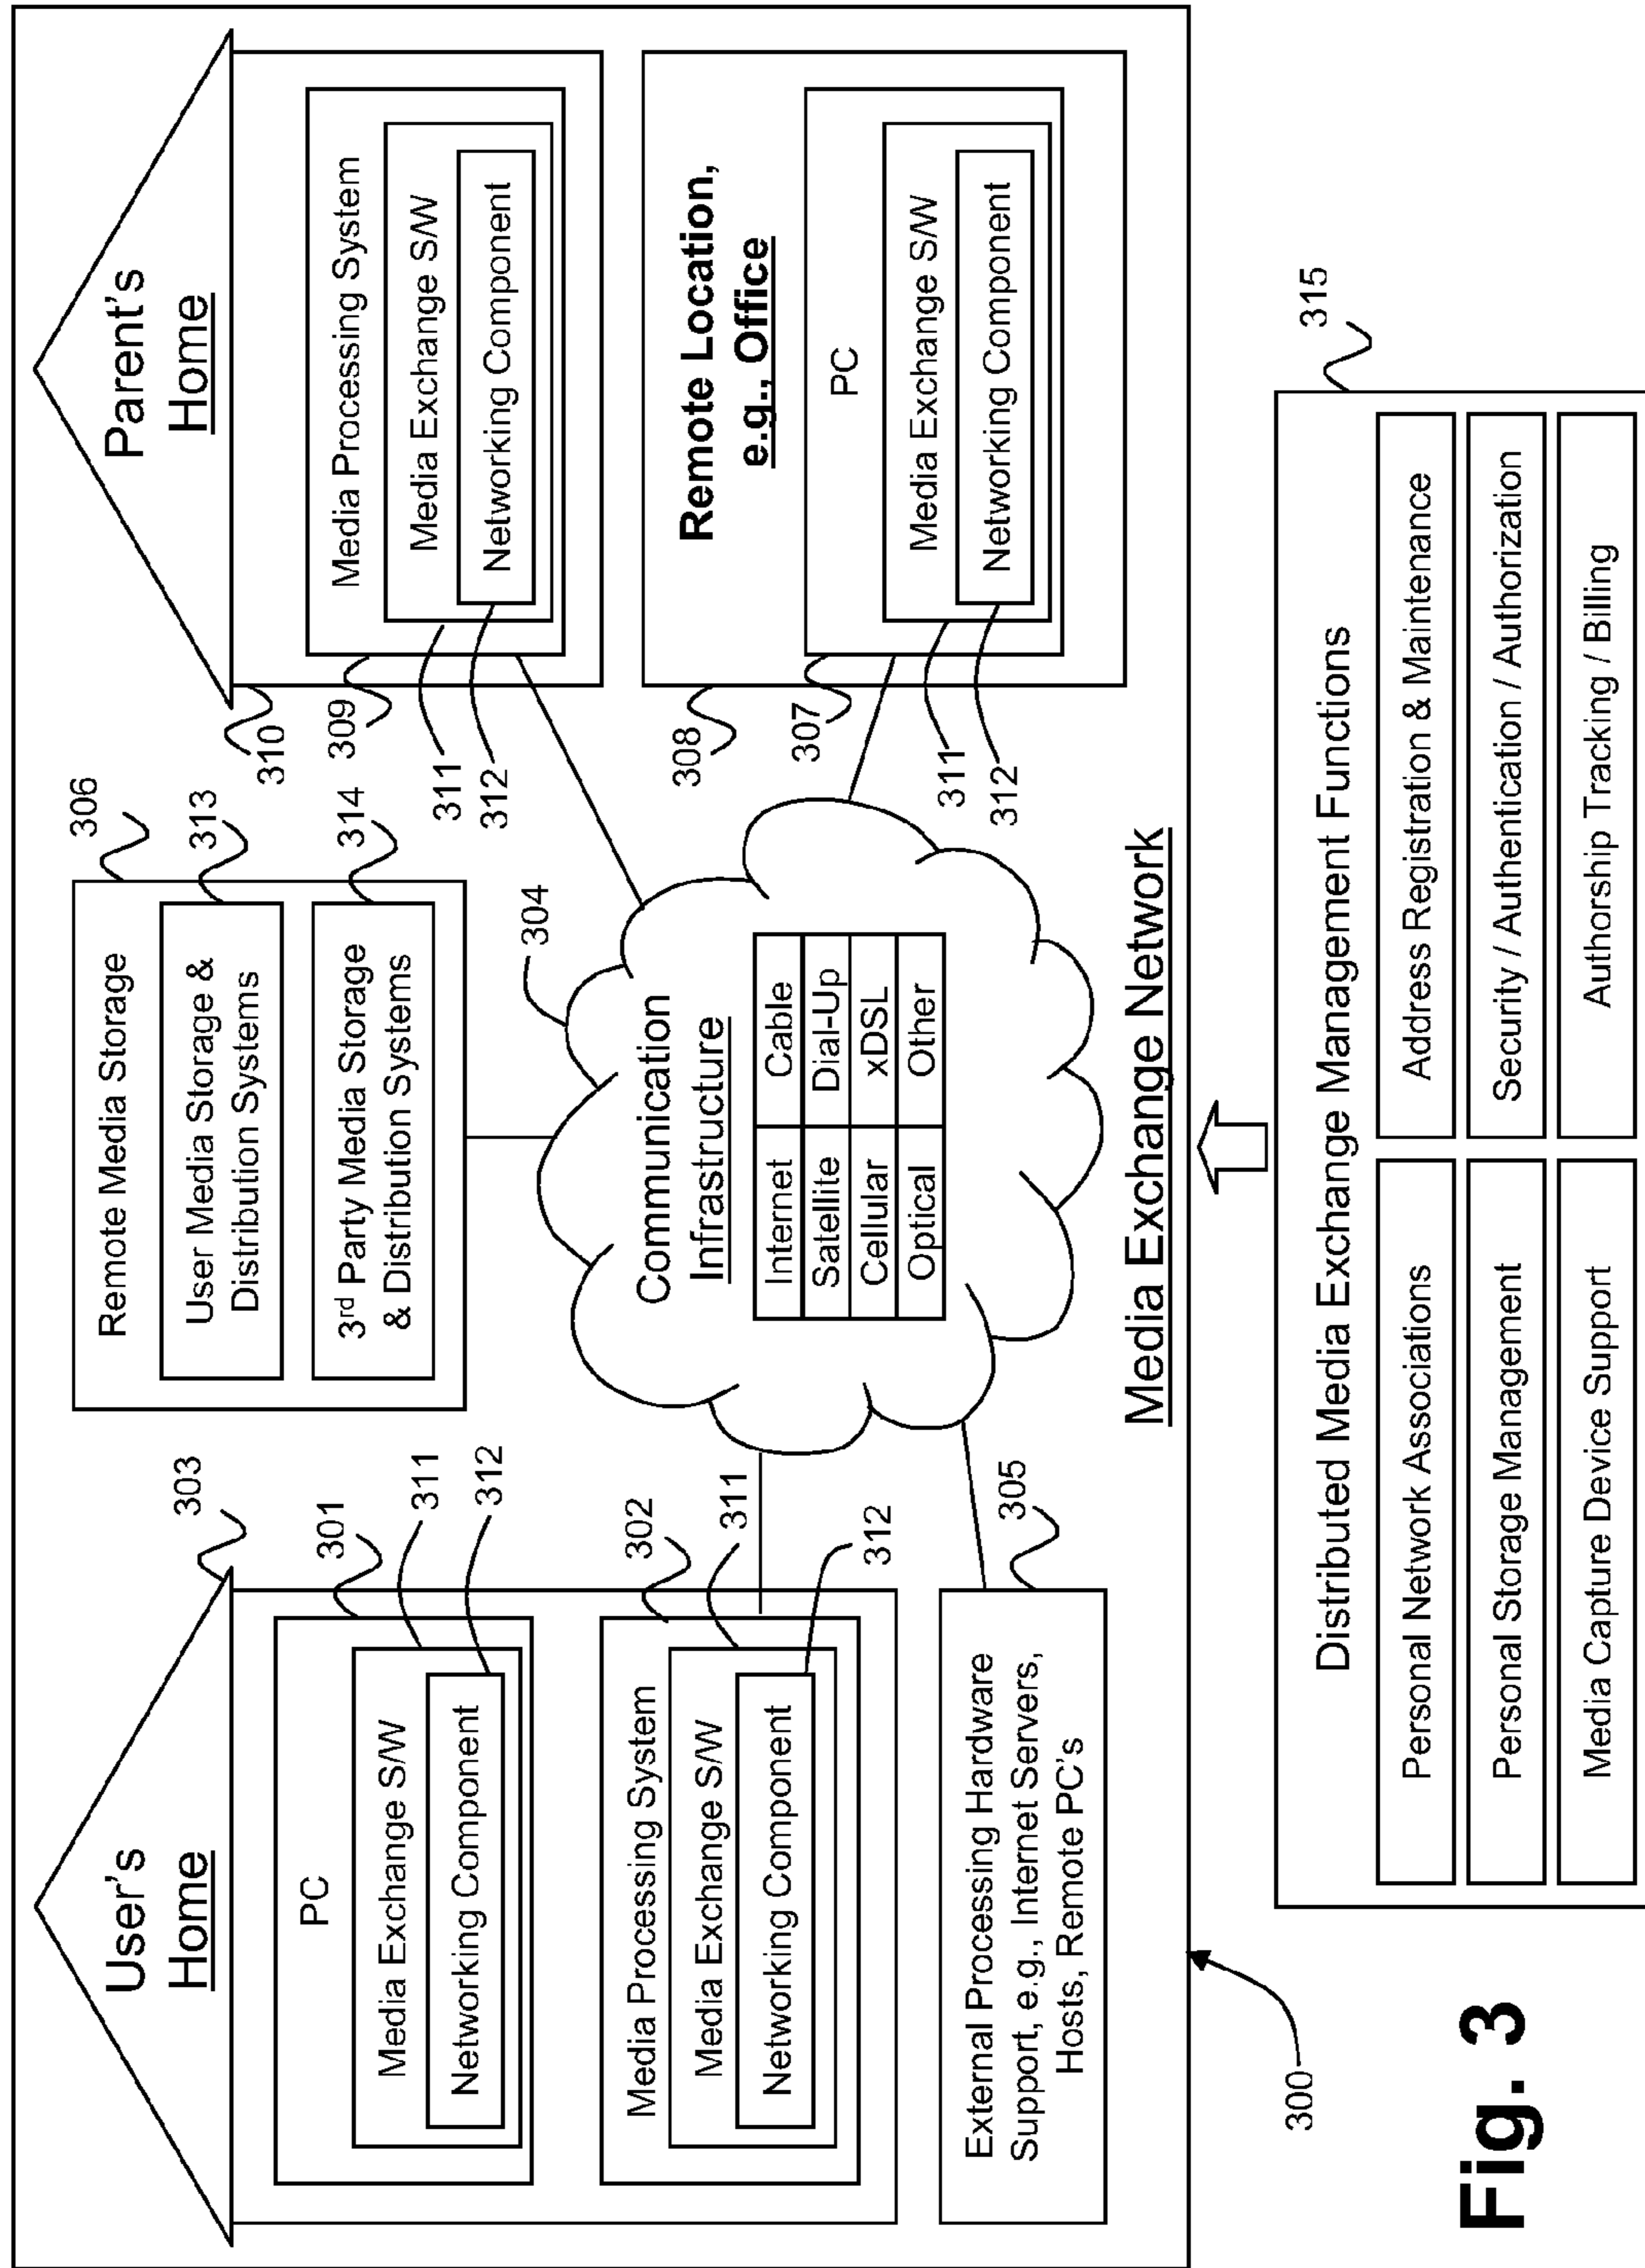 User's
Home
303
PC
301
Media Exchange S/W
311
Networking Component
312
Media Processing System
302
Media Exchange S/W
311
Networking Component
312
External Processing Hardware
Support, e.g., Internet Servers,
Hosts, Remote PC's
305
Remote Media Storage
306
User Media Storage &
Distribution Systems
313
3rd Party Media Storage
& Distribution Systems
314
304
Communication
Infrastructure
Internet Cable
Satellite Dial-Up
Cellular xDSL
Optical Other
Parent's
Home
310
Media Processing System
309
Media Exchange S/W
311
Networking Component
312
Remote Location,
e.g., Office
308
PC
307
Media Exchange S/W
311
Networking Component
312
Media Exchange Network
300
315
Distributed Media Exchange Management Functions
Personal Network Associations
Address Registration & Maintenance
Personal Storage Management
Security / Authentication / Authorization
Media Capture Device Support
Authorship Tracking / Billing
Fig. 3